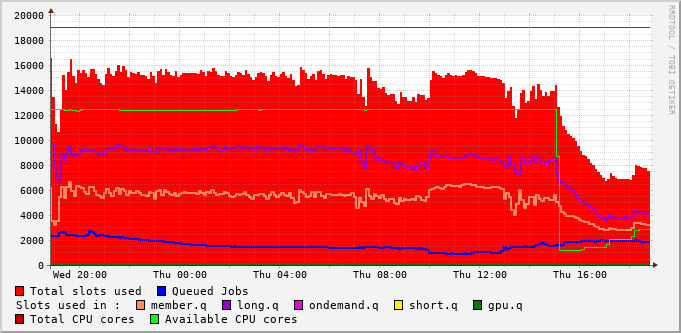 20000
18000
16000
14000
12000
10000
8000
6000
4000
2000
0
Wed 20:00 Thu 00:00 Thu 04:00 Thu 08:00 Thu 12:00 Thu 16:00
Total slots used Queued Jobs
Slots used in : member.q long.q ondemand.q short.q gpu.q
Total CPU cores Available CPU cores
RRDTOOL / TOBI OETIKER